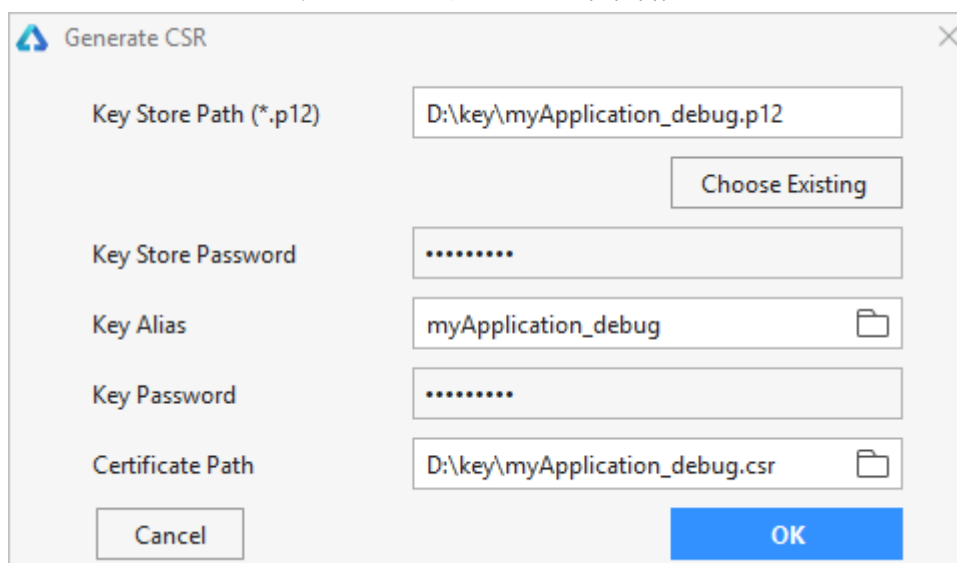 Generate CSR
Key Store Path (*.p12) D:\key\myApplication_debug.p12
Choose Existing
Key Store Password •••••••••
Key Alias myApplication_debug
Key Password •••••••••
Certificate Path D:\key\myApplication_debug.csr
Cancel OK